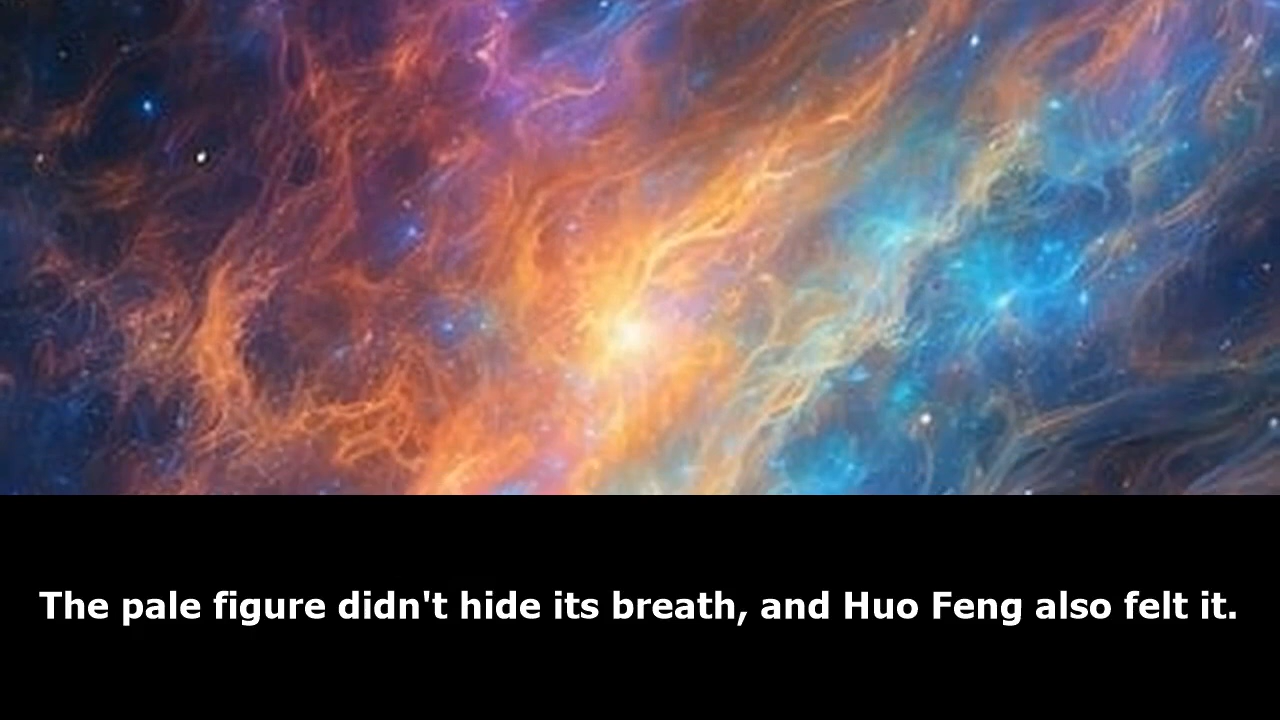 The pale figure didn't hide its breath, and Huo Feng also felt it.